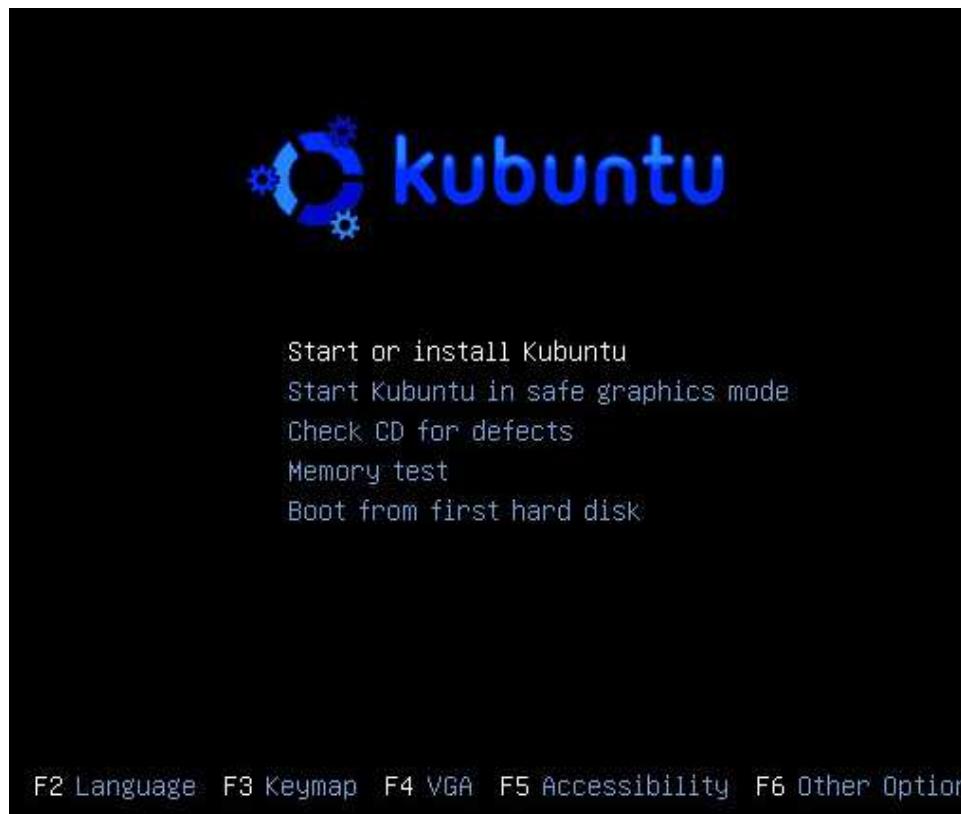 kubuntu
Start or install Kubuntu
Start Kubuntu in safe graphics mode
Check CD for defects
Memory test
Boot from first hard disk
F2 Language F3 Keymap F4 VGA F5 Accessibility F6 Other Option